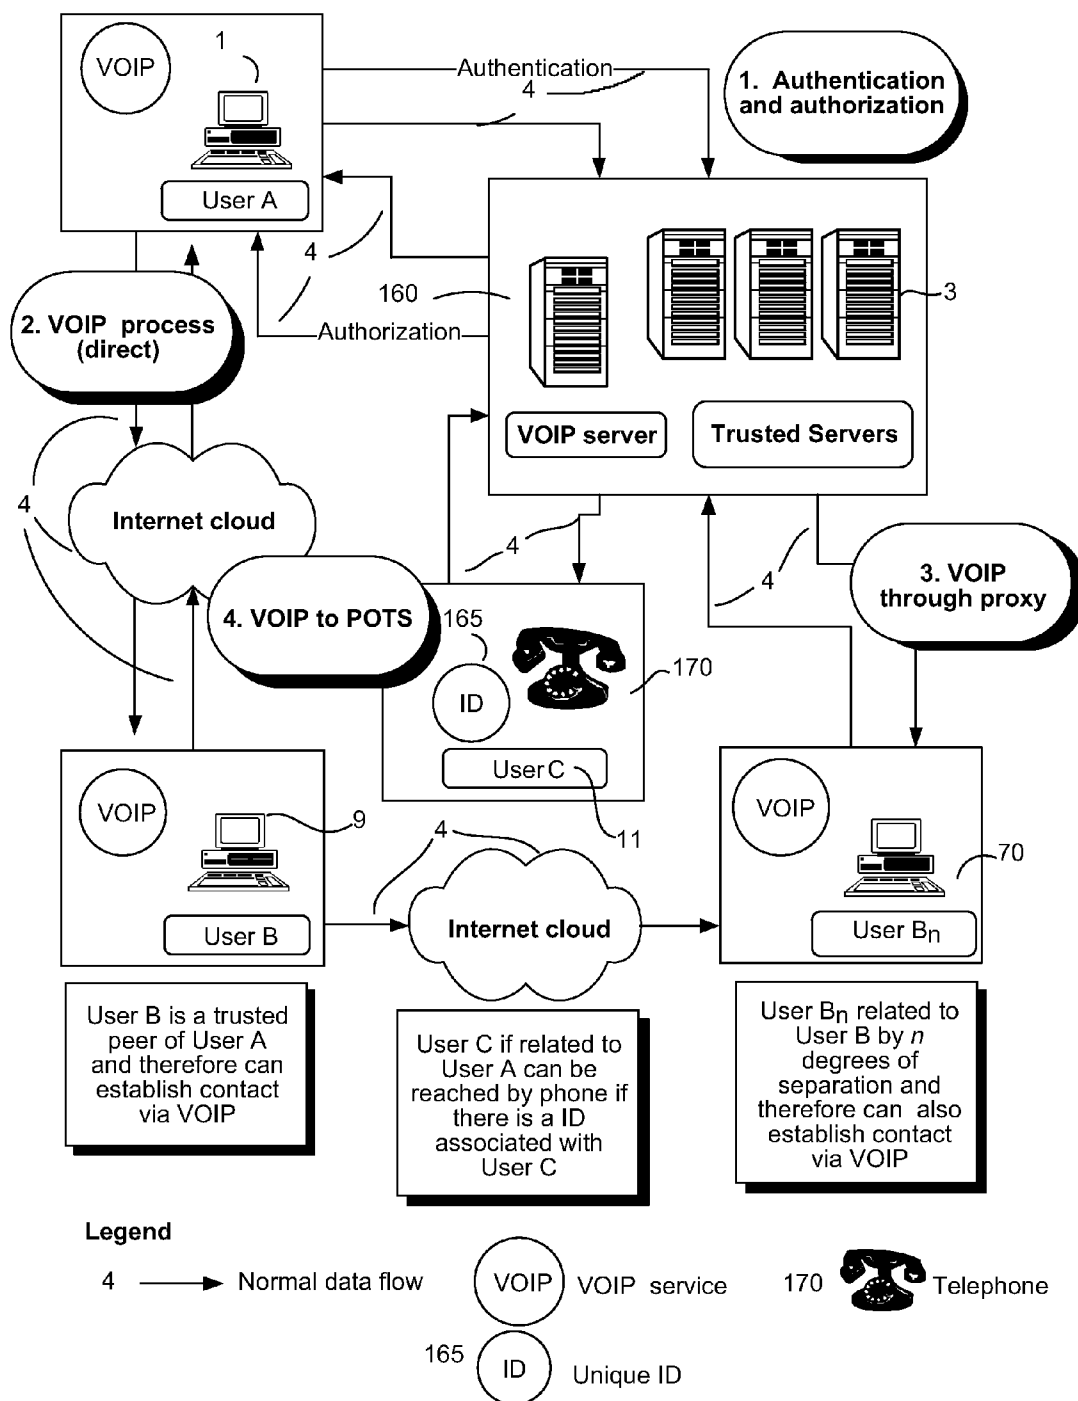 1
VOIP
User A
Authentication
4
1. Authentication
and authorization
4
Authorization
2. VOIP process
(direct)
160
3
VOIP server
Trusted Servers
4
Internet cloud
4
4
3. VOIP
through proxy
4. VOIP to POTS
165
ID
170
User C
11
VOIP
9
User B
4
Internet cloud
VOIP
70
User Bn
User B is a trusted
peer of User A
and therefore can
establish contact
via VOIP
User C if related to
User A can be
reached by phone if
there is a ID
associated with
User C
User Bn related to
User B by n
degrees of
separation and
therefore can also
establish contact
via VOIP
Legend
4 Normal data flow
VOIP VOIP service
170 Telephone
165 ID Unique ID